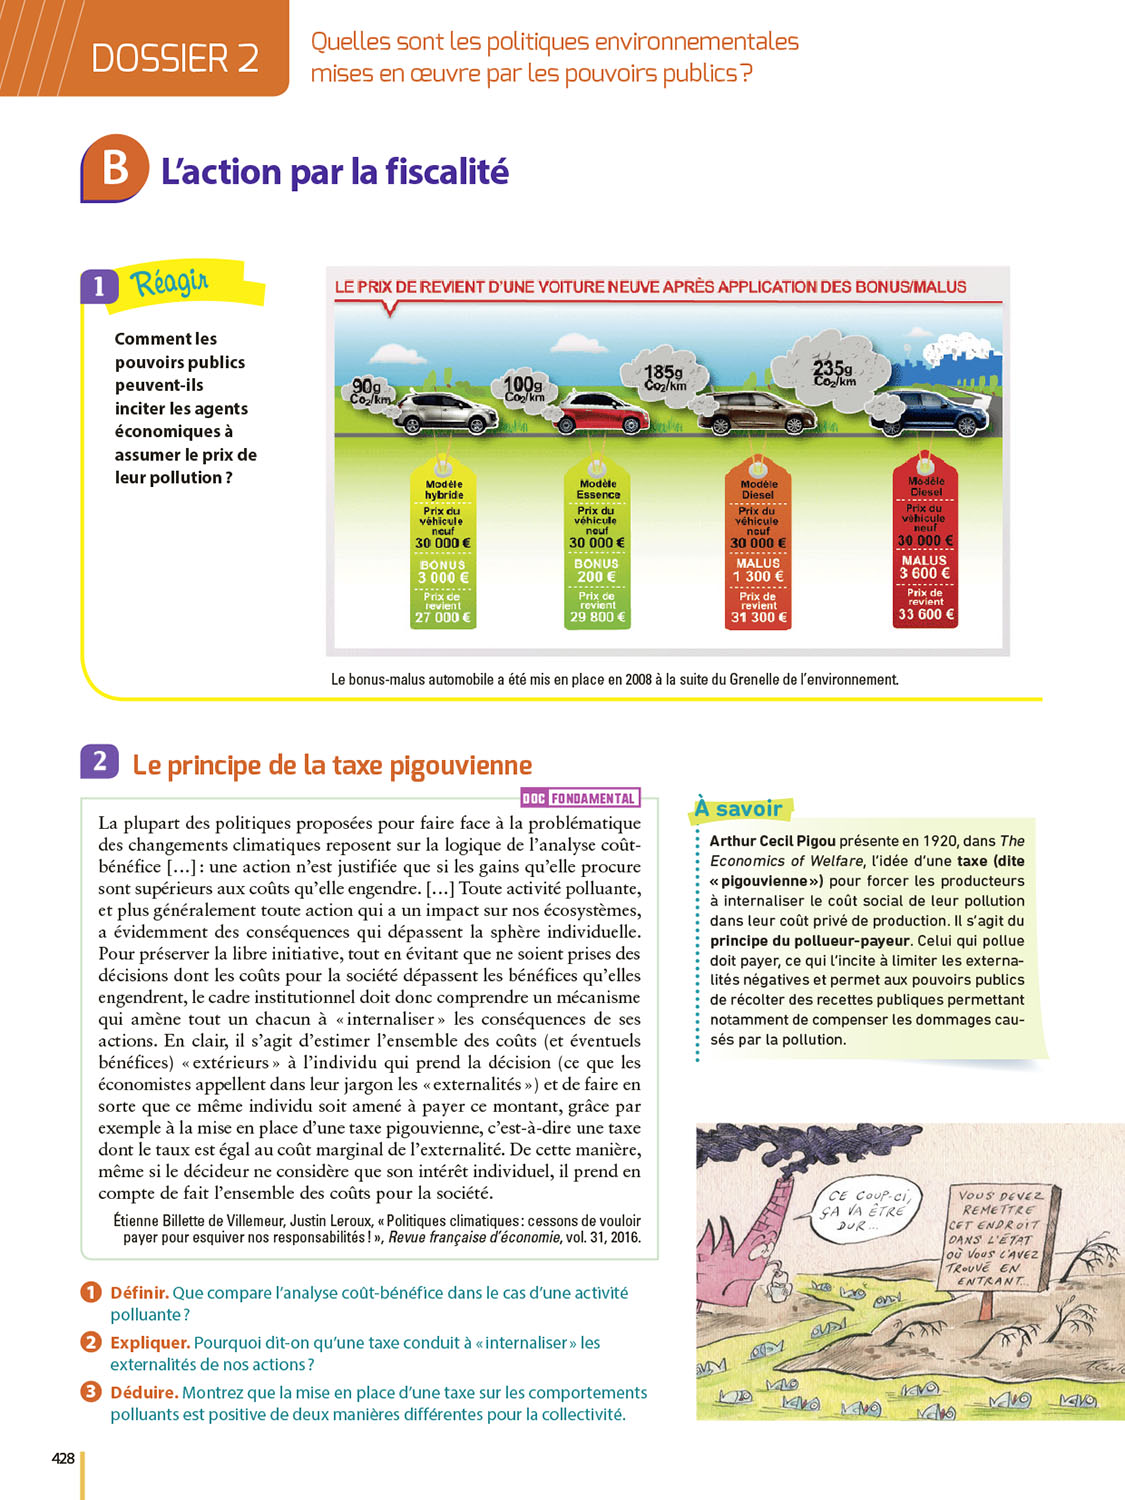 DOSSIER 2
Quelles sont les politiques environnementales
mises en œuvre par les pouvoirs publics ?
B
L'action par la fiscalité
1
Réagir
Comment les
pouvoirs publics
peuvent-ils
inciter les agents
économiques à
assumer le prix de
leur pollution ?
LE PRIX DE REVIENT D'UNE VOITURE NEUVE APRÈS APPLICATION DES BONUS/MALUS
90g
Co₂/km
100g
Co₂/km
185g
Co₂/km
235g
Co₂/km
Modèle
hybride
Prix du
véhicule
neuf
30 000 €
BONUS
3 000 €
Prix de
revient
27 000 €
Modèle
Essence
Prix du
véhicule
neuf
30 000 €
BONUS
200 €
Prix de
revient
29 800 €
Modèle
Diesel
Prix du
véhicule
neuf
30 000 €
MALUS
1 300 €
Prix de
revient
31 300 €
Modèle
Diesel
Prix du
véhicule
neuf
30 000 €
MALUS
3 600 €
Prix de
revient
33 600 €
Le bonus-malus automobile a été mis en place en 2008 à la suite du Grenelle de l'environnement.
2
Le principe de la taxe pigouvienne
DOC FONDAMENTAL
La plupart des politiques proposées pour faire face à la problématique
des changements climatiques reposent sur la logique de l'analyse coût-
bénéfice […] : une action n'est justifiée que si les gains qu'elle procure
sont supérieurs aux coûts qu'elle engendre. […] Toute activité polluante,
et plus généralement toute action qui a un impact sur nos écosystèmes,
a évidemment des conséquences qui dépassent la sphère individuelle.
Pour préserver la libre initiative, tout en évitant que ne soient prises des
décisions dont les coûts pour la société dépassent les bénéfices qu'elles
engendrent, le cadre institutionnel doit donc comprendre un mécanisme
qui amène tout un chacun à « internaliser » les conséquences de ses
actions. En clair, il s'agit d'estimer l'ensemble des coûts (et éventuels
bénéfices) « extérieurs » à l'individu qui prend la décision (ce que les
économistes appellent dans leur jargon les « externalités ») et de faire en
sorte que ce même individu soit amené à payer ce montant, grâce par
exemple à la mise en place d'une taxe pigouvienne, c'est-à-dire une taxe
dont le taux est égal au coût marginal de l'externalité. De cette manière,
même si le décideur ne considère que son intérêt individuel, il prend en
compte de fait l'ensemble des coûts pour la société.
Étienne Billette de Villemeur, Justin Leroux, « Politiques climatiques : cessons de vouloir
payer pour esquiver nos responsabilités ! », Revue française d'économie, vol. 31, 2016.
À savoir
Arthur Cecil Pigou présente en 1920, dans The
Economics of Welfare, l'idée d'une taxe (dite
« pigouvienne ») pour forcer les producteurs
à internaliser le coût social de leur pollution
dans leur coût privé de production. Il s'agit du
principe du pollueur-payeur. Celui qui pollue
doit payer, ce qui l'incite à limiter les externa-
lités négatives et permet aux pouvoirs publics
de récolter des recettes publiques permettant
notamment de compenser les dommages cau-
sés par la pollution.
CE COUP-CI,
ÇA VA ÊTRE
DUR...
VOUS DEVEZ
REMETTRE
CET ENDROIT
DANS L'ÉTAT
OÙ VOUS L'AVEZ
TROUVÉ EN
ENTRANT...
1 Définir. Que compare l'analyse coût-bénéfice dans le cas d'une activité
polluante ?
2 Expliquer. Pourquoi dit-on qu'une taxe conduit à « internaliser » les
externalités de nos actions ?
3 Déduire. Montrez que la mise en place d'une taxe sur les comportements
polluants est positive de deux manières différentes pour la collectivité.
428